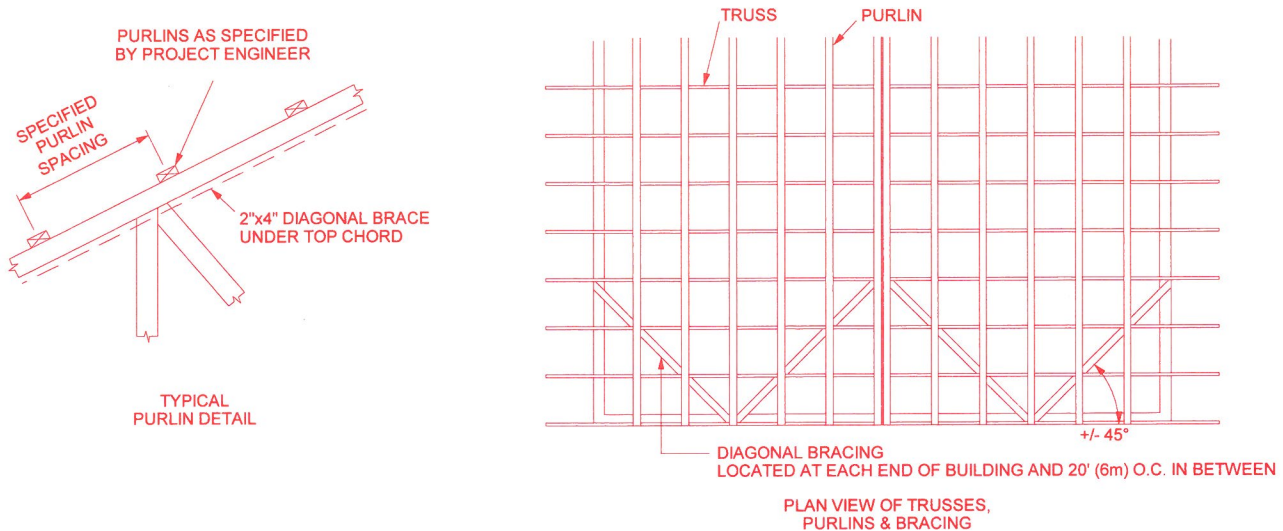 PURLINS AS SPECIFIED
BY PROJECT ENGINEER
SPECIFIED
PURLIN
SPACING
2"x4" DIAGONAL BRACE
UNDER TOP CHORD
TYPICAL
PURLIN DETAIL
TRUSS
PURLIN
+/- 45°
DIAGONAL BRACING
LOCATED AT EACH END OF BUILDING AND 20' (6m) O.C. IN BETWEEN
PLAN VIEW OF TRUSSES,
PURLINS & BRACING